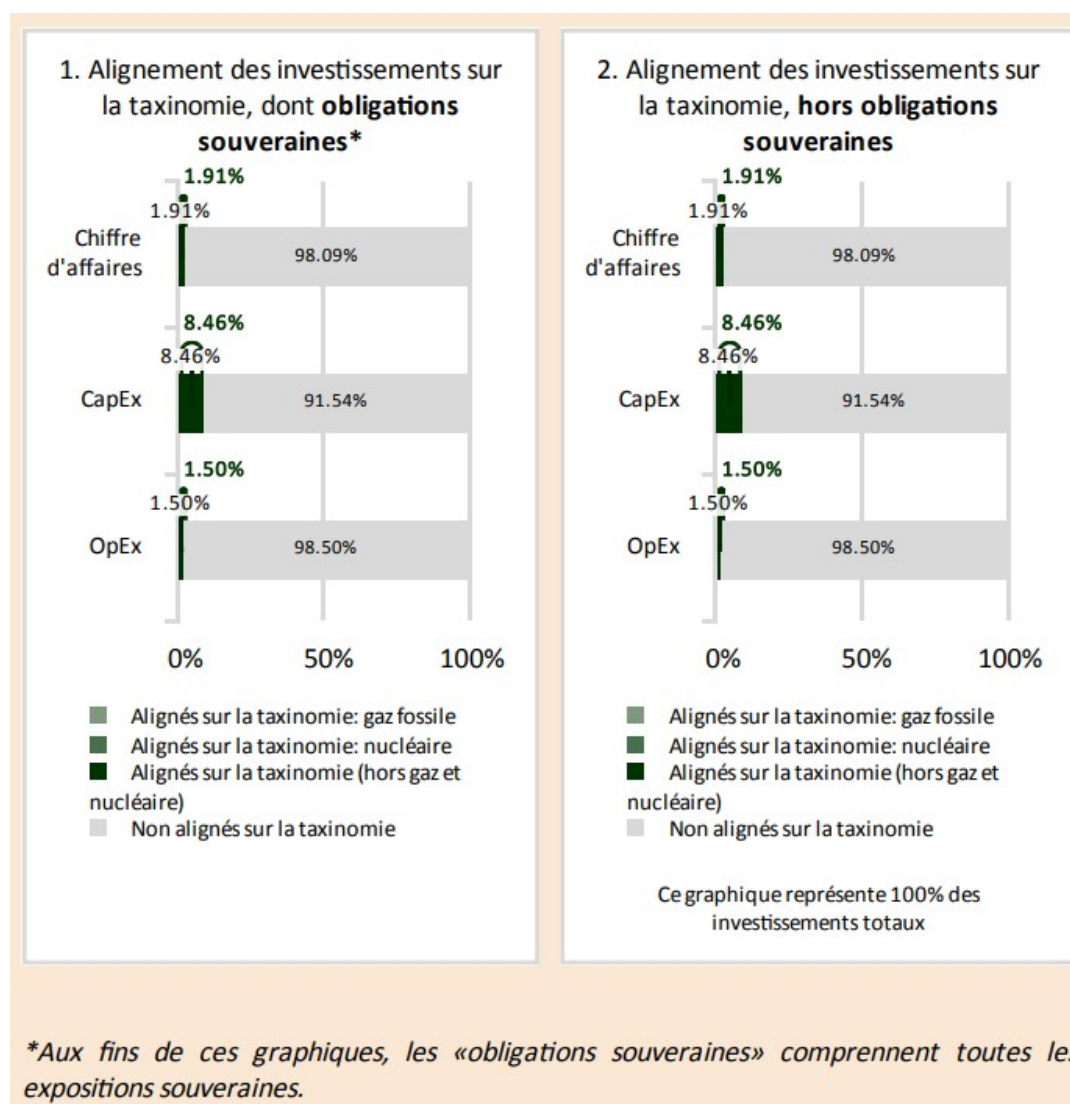 1. Alignement des investissements sur
la taxinomie, dont obligations
souveraines*
1.91%
1.91%
Chiffre
d'affaires
98.09%
8.46%
8.46%
CapEx
91.54%
1.50%
1.50%
OpEx
98.50%
0% 50% 100%
Alignés sur la taxinomie: gaz fossile
Alignés sur la taxinomie: nucléaire
Alignés sur la taxinomie (hors gaz et
nucléaire)
Non alignés sur la taxinomie
2. Alignement des investissements sur
la taxinomie, hors obligations
souveraines
1.91%
1.91%
Chiffre
d'affaires
98.09%
8.46%
8.46%
CapEx
91.54%
1.50%
1.50%
OpEx
98.50%
0% 50% 100%
Alignés sur la taxinomie: gaz fossile
Alignés sur la taxinomie: nucléaire
Alignés sur la taxinomie (hors gaz et
nucléaire)
Non alignés sur la taxinomie
Ce graphique représente 100% des
investissements totaux
*Aux fins de ces graphiques, les «obligations souveraines» comprennent toutes les
expositions souveraines.